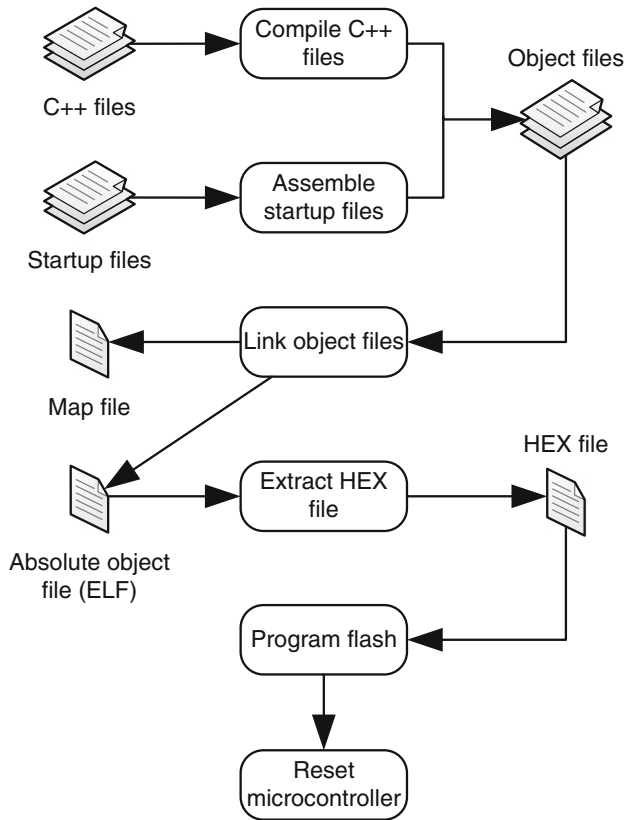 Compile C++
files
Object files
C++ files
Assemble
startup files
Startup files
Link object files
Map file
HEX file
Extract HEX
file
Absolute object
file (ELF)
Program flash
Reset
microcontroller